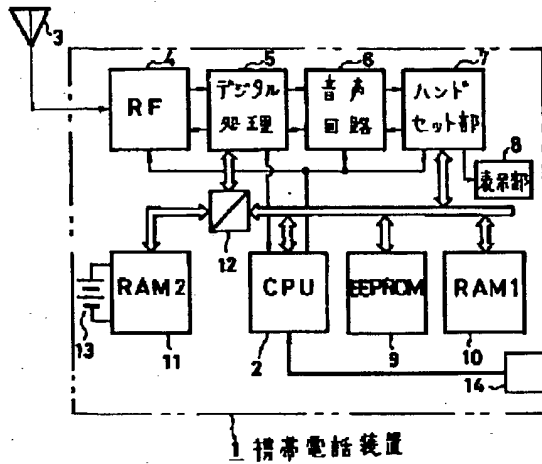 3
4
5
6
7
RF
デジタル
処理
音声
回路
ハンド
セット部
8
表示部
12
RAM2
CPU
EEPROM
RAM1
13
11
2
9
10
14
1 携帯電話装置